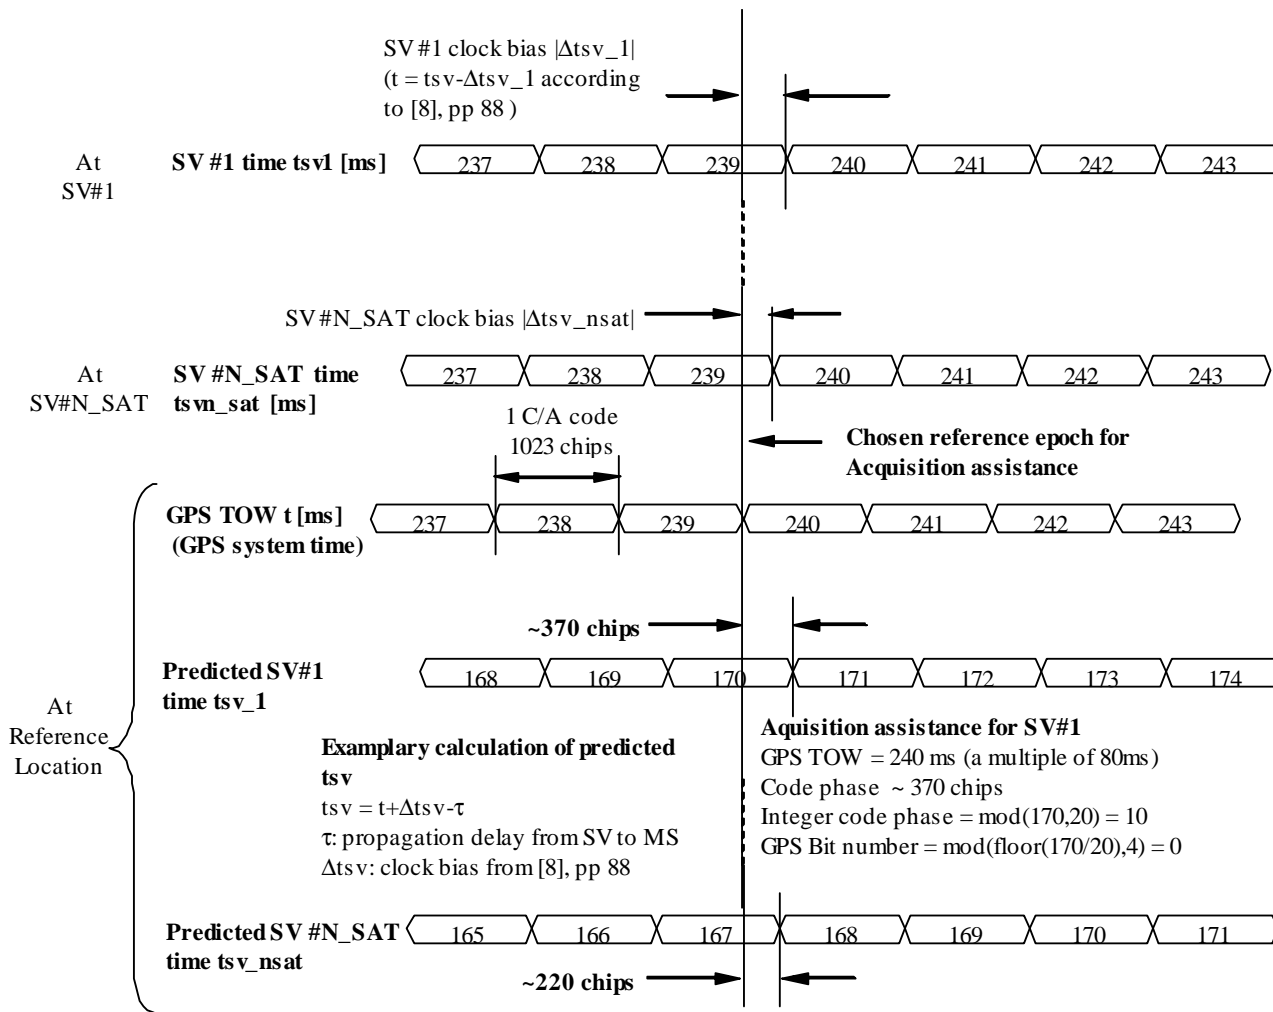 SV #1 clock bias |Δtsv_1|
(t = tsv-Δtsv_1 according
to [8], pp 88 )
At
SV#1
SV #1 time tsv1 [ms]
237 238 239 240 241 242 243
SV #N_SAT clock bias |Δtsv_nsat|
At
SV#N_SAT
SV #N_SAT time
tsvn_sat [ms]
237 238 239 240 241 242 243
1 C/A code
1023 chips
Chosen reference epoch for
Acquisition assistance
GPS TOW t [ms]
(GPS system time)
237 238 239 240 241 242 243
~370 chips
At
Reference
Location
Predicted SV#1
time tsv_1
168 169 170 171 172 173 174
Examplary calculation of predicted
tsv
tsv = t+Δtsv-τ
τ: propagation delay from SV to MS
Δtsv: clock bias from [8], pp 88
Aquisition assistance for SV#1
GPS TOW = 240 ms (a multiple of 80ms)
Code phase ~ 370 chips
Integer code phase = mod(170,20) = 10
GPS Bit number = mod(floor(170/20),4) = 0
Predicted SV #N_SAT
time tsv_nsat
165 166 167 168 169 170 171
~220 chips